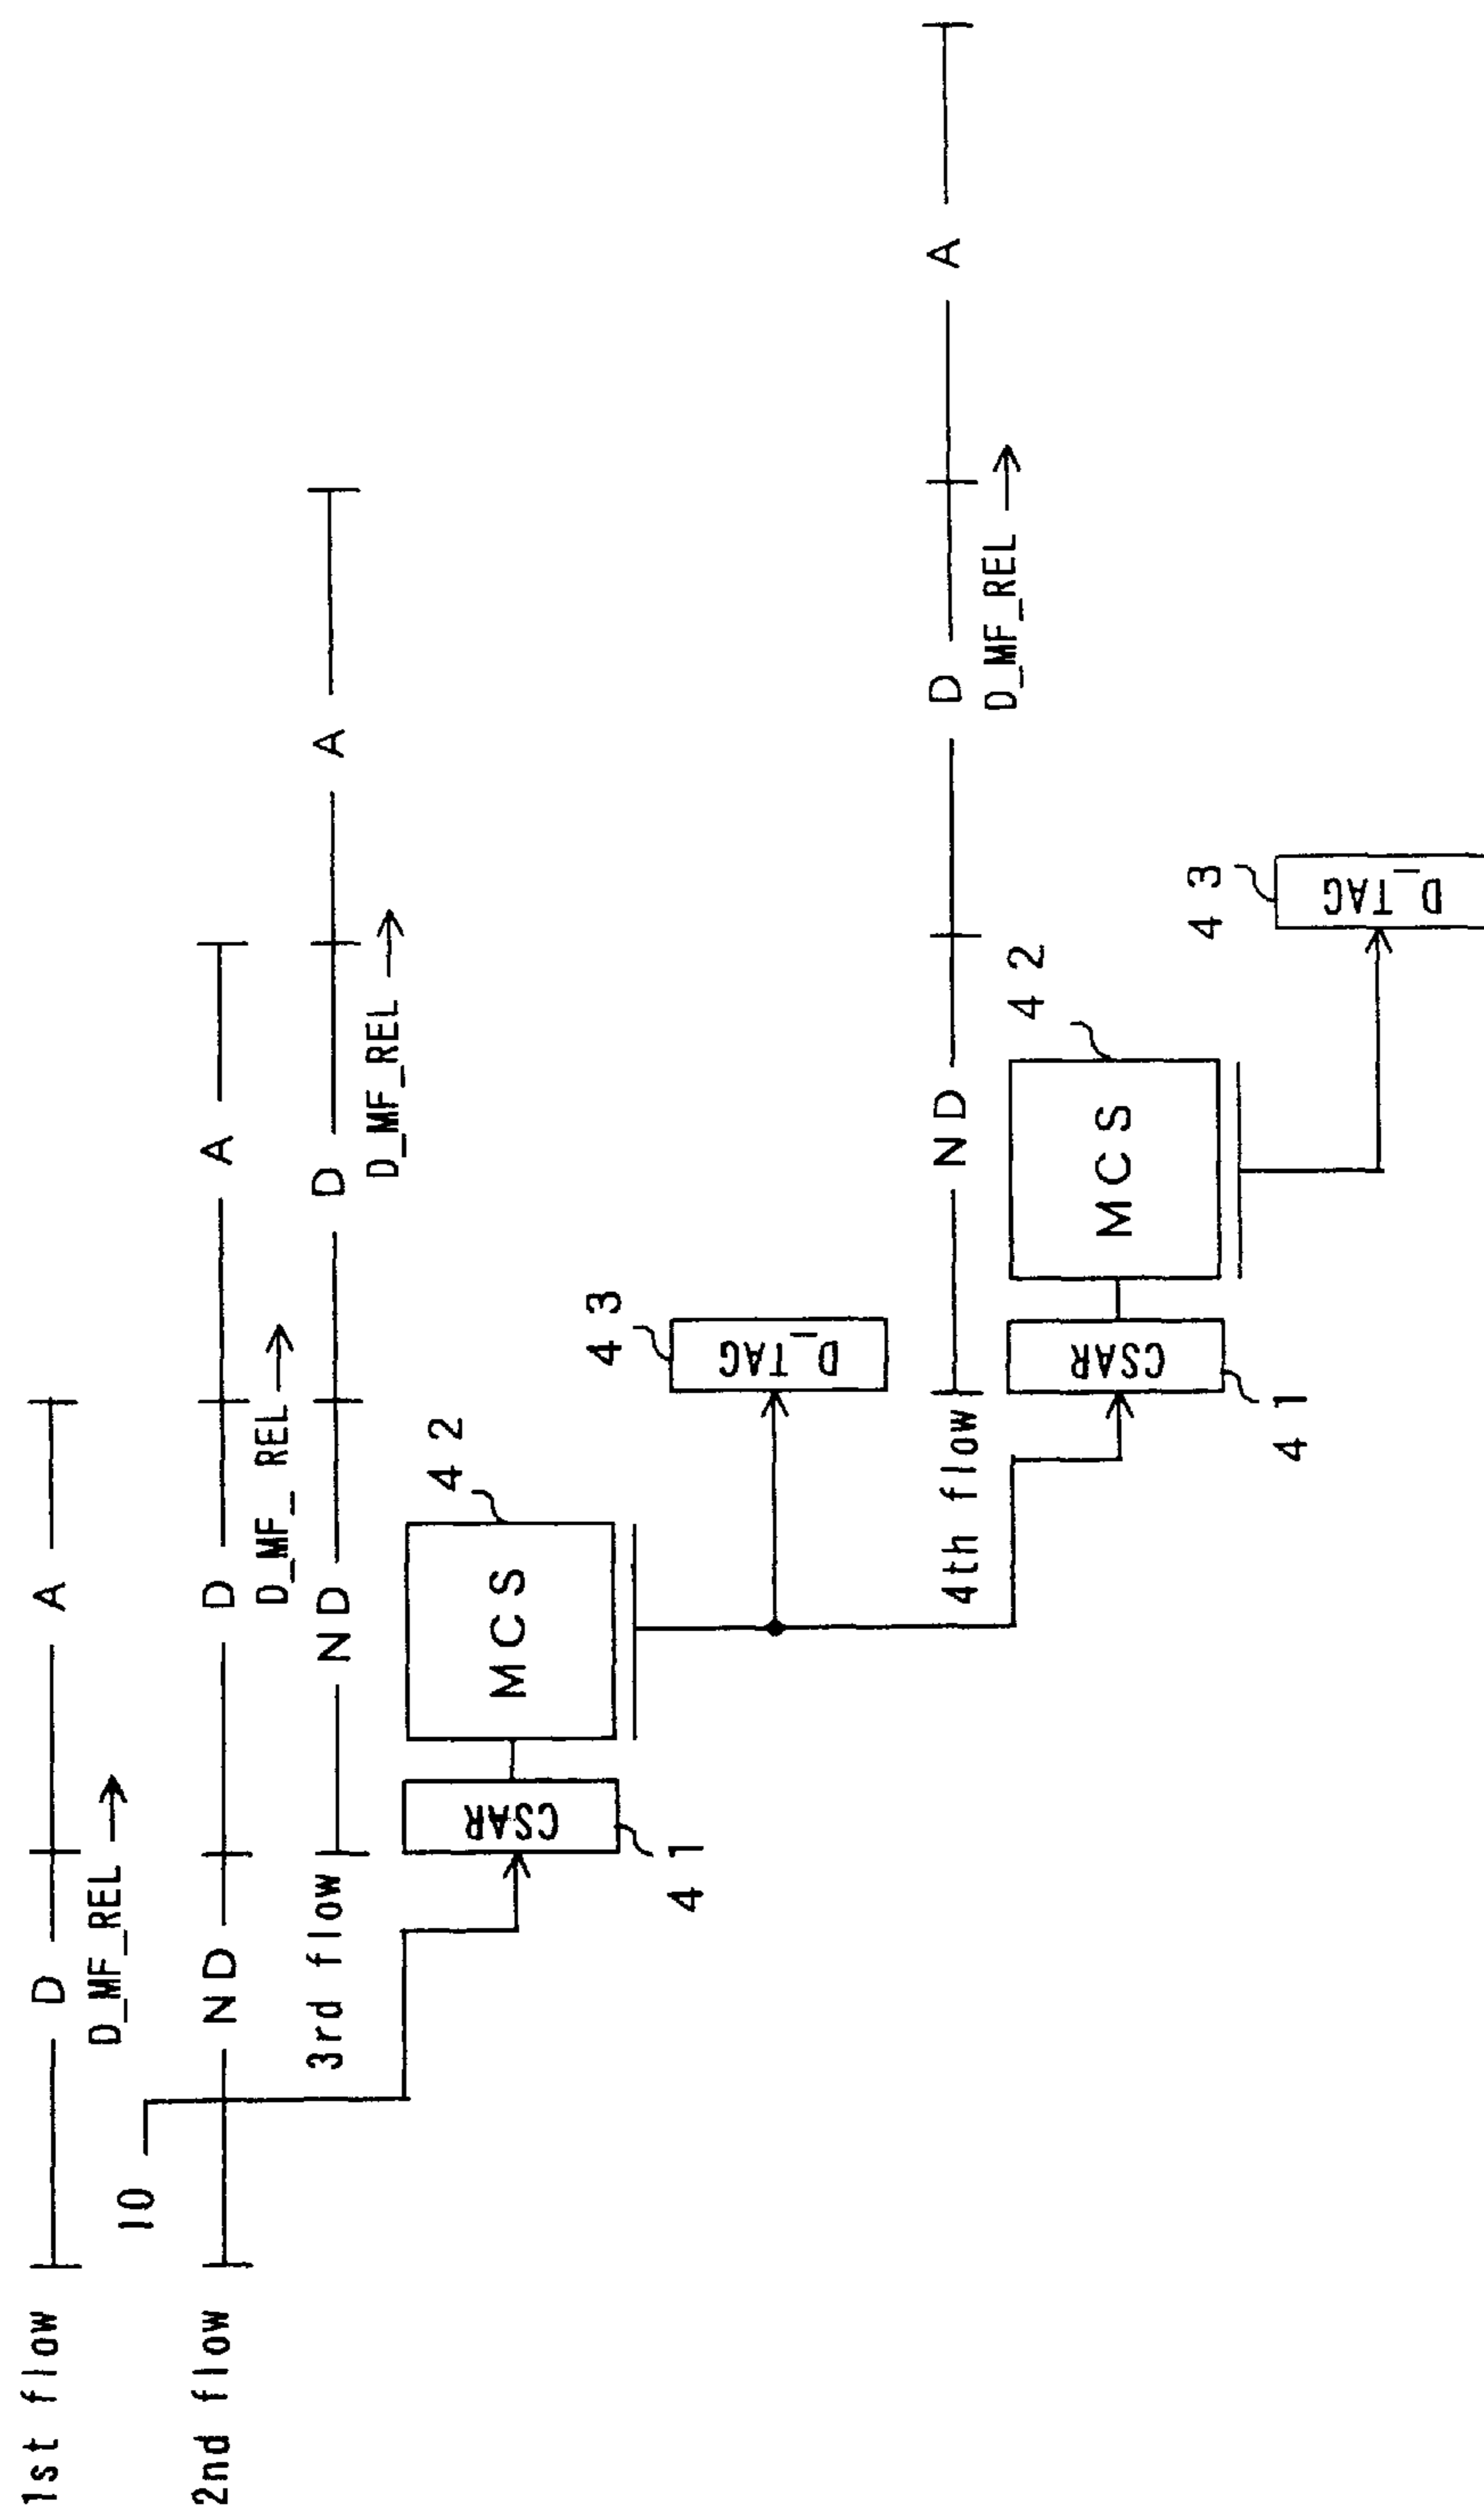 1st flow
D
A
D_MF_REL
10
2nd flow
ND
D
A
D_MF_REL
3rd flow
ND
D
A
D_MF_REL
CSAR
41
MCS
42
D_TAG
43
4th flow
ND
D
A
D_MF_REL
CSAR
41
MCS
42
D_TAG
43